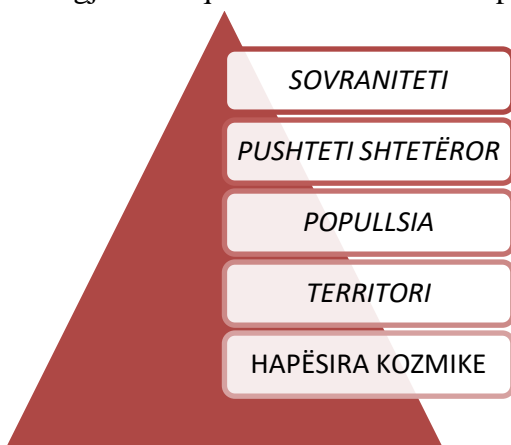 SOVRANITETI
PUSHTETI SHTETËROR
POPULLSIA
TERRITORI
HAPËSIRA KOZMIKE